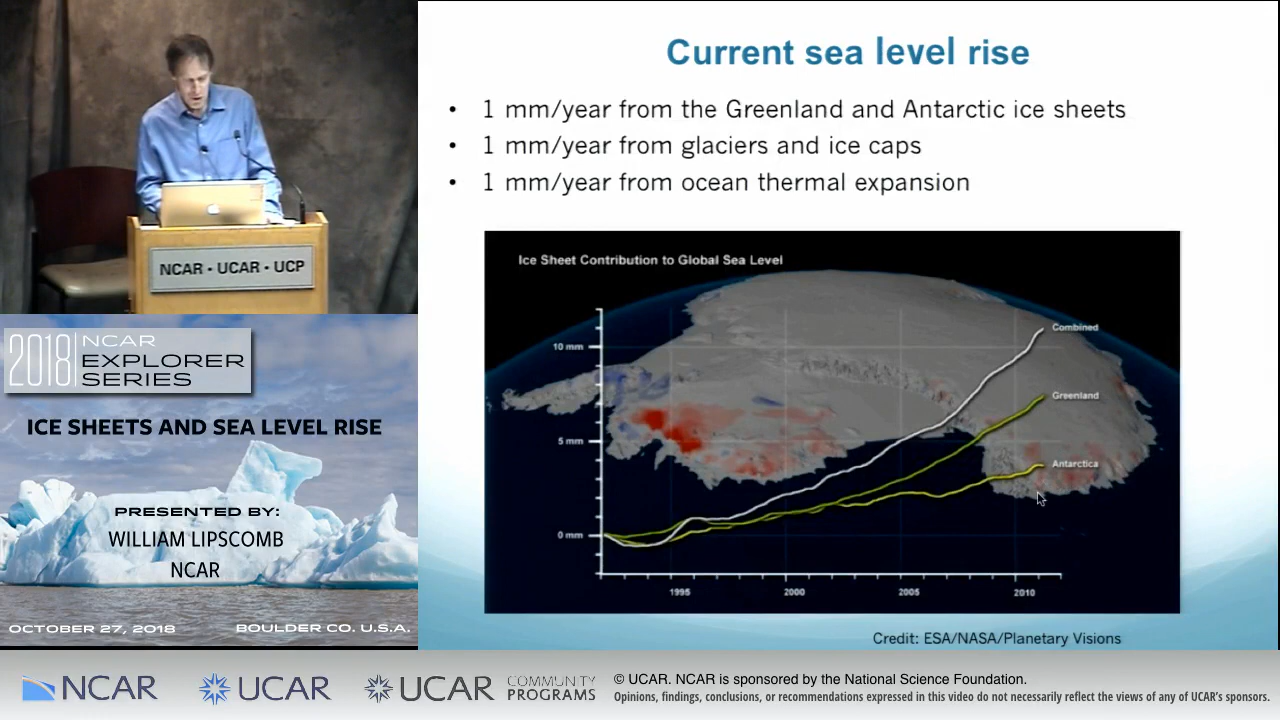 Current sea level rise
• 1 mm/year from the Greenland and Antarctic ice sheets
• 1 mm/year from glaciers and ice caps
• 1 mm/year from ocean thermal expansion
Ice Sheet Contribution to Global Sea Level
Combined
10 mm
Greenland
5 mm
Antarctica
0 mm
1995 2000 2005 2010
Credit: ESA/NASA/Planetary Visions
NCAR • UCAR • UCP
2018 NCAR
EXPLORER
SERIES
ICE SHEETS AND SEA LEVEL RISE
PRESENTED BY:
WILLIAM LIPSCOMB
NCAR
OCTOBER 27, 2018 BOULDER CO. U.S.A.
NCAR UCAR UCAR COMMUNITY
PROGRAMS
© UCAR. NCAR is sponsored by the National Science Foundation.
Opinions, findings, conclusions, or recommendations expressed in this video do not necessarily reflect the views of any of UCAR's sponsors.